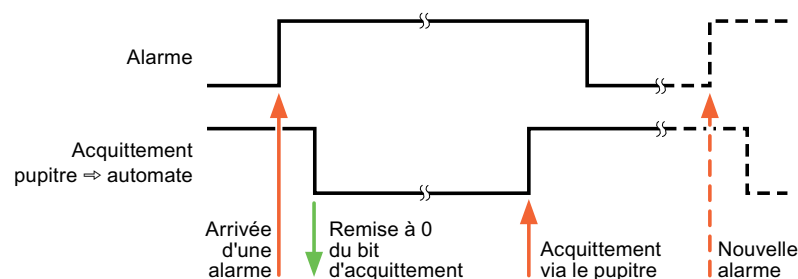 Alarme
Acquittement
pupitre ⇨ automate
Arrivée
d'une
alarme
Remise à 0
du bit
d'acquittement
Acquittement
via le pupitre
Nouvelle
alarme